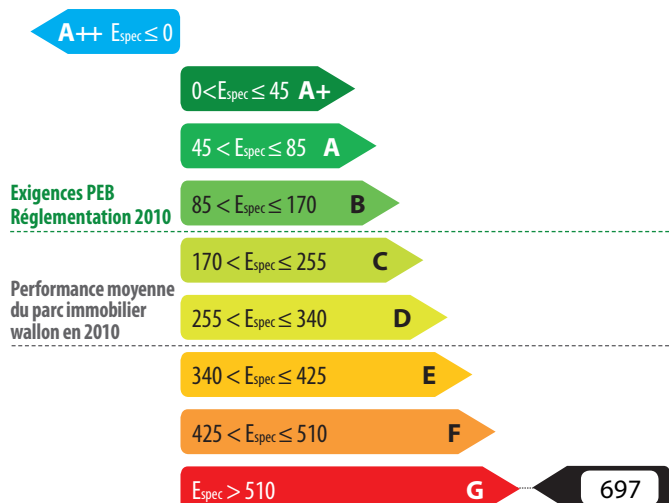 A++ Espec ≤ 0
0<Espec ≤ 45 A+
45 < Espec ≤ 85 A
Exigences PEB
Réglementation 2010
85 < Espec ≤ 170 B
170 < Espec ≤ 255 C
Performance moyenne
du parc immobilier
wallon en 2010
255 < Espec ≤ 340 D
340 < Espec ≤ 425 E
425 < Espec ≤ 510 F
Espec > 510 G 697